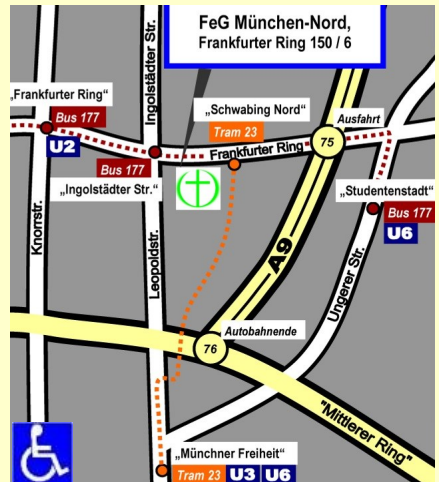 FeG München-Nord,
Frankfurter Ring 150 / 6
Ingolstädter Str.
„Frankfurter Ring“
Bus 177
U2
„Schwabing Nord“
Tram 23
Ausfahrt
75
Frankfurter Ring
Bus 177
„Ingolstädter Str.“
„Studentenstadt“
Bus 177
U6
Knorrstr.
Leopoldstr.
A9
Ungerer Str.
Autobahnende
76
"Mittlerer Ring"
„Münchner Freiheit“
Tram 23 U3 U6